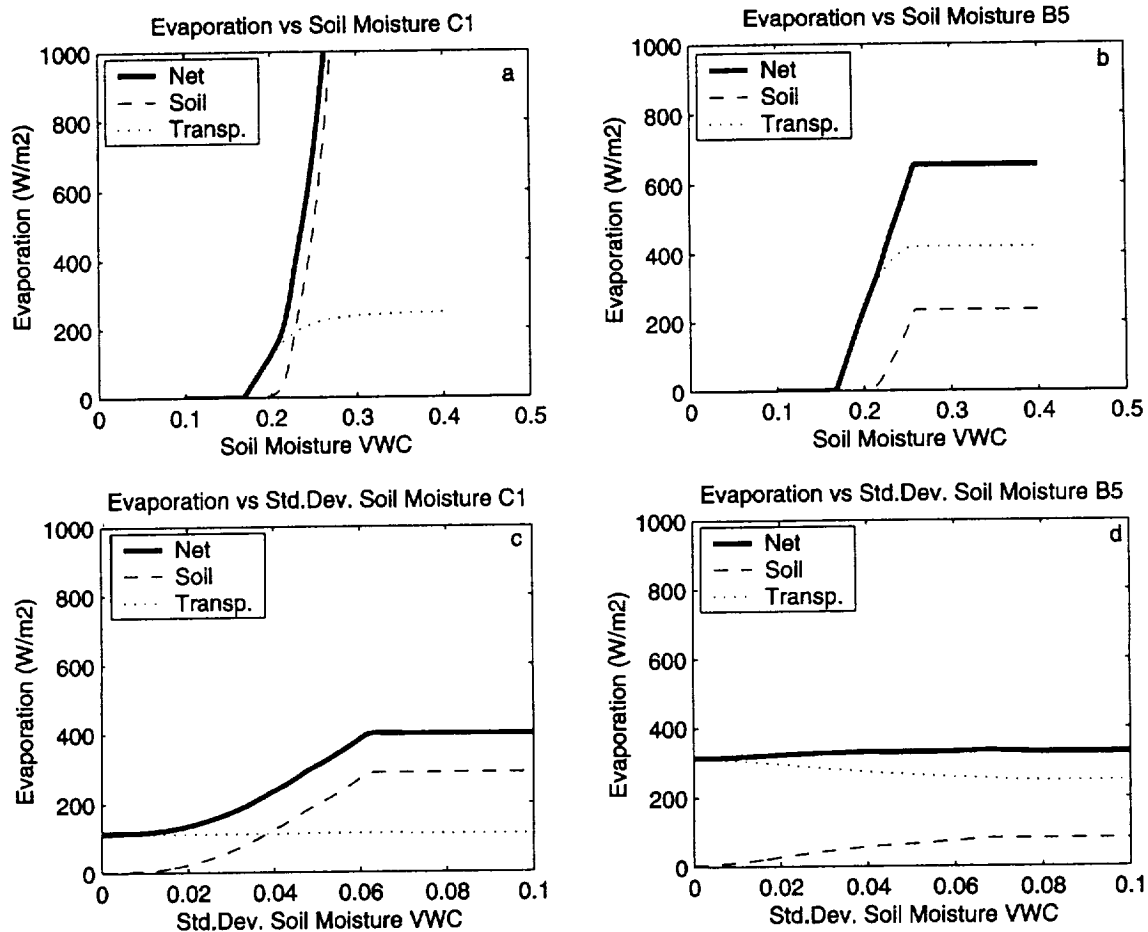 Evaporation vs Soil Moisture C1
a
Net
Soil
Transp.
1000
800
600
400
200
0
Evaporation (W/m2)
0
0.1
0.2
0.3
0.4
0.5
Soil Moisture VWC
Evaporation vs Soil Moisture B5
b
Net
Soil
Transp.
1000
800
600
400
200
0
Evaporation (W/m2)
0
0.1
0.2
0.3
0.4
0.5
Soil Moisture VWC
Evaporation vs Std.Dev. Soil Moisture C1
c
Net
Soil
Transp.
1000
800
600
400
200
0
Evaporation (W/m2)
0
0.02
0.04
0.06
0.08
0.1
Std.Dev. Soil Moisture VWC
Evaporation vs Std.Dev. Soil Moisture B5
d
Net
Soil
Transp.
1000
800
600
400
200
0
Evaporation (W/m2)
0
0.02
0.04
0.06
0.08
0.1
Std.Dev. Soil Moisture VWC